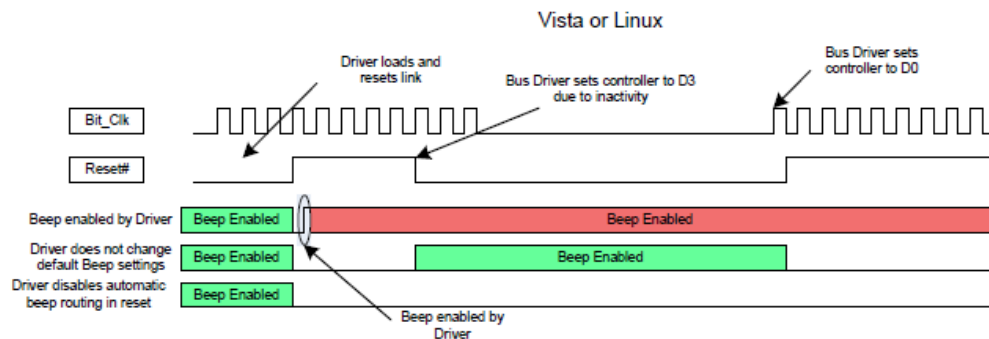 Vista or Linux
Driver loads and
resets link
Bus Driver sets controller to D3
due to inactivity
Bus Driver sets
controller to D0
Bit_Clk
Reset#
Beep enabled by Driver
Beep Enabled
Beep Enabled
Driver does not change
default Beep settings
Beep Enabled
Beep Enabled
Driver disables automatic
beep routing in reset
Beep Enabled
Beep enabled by
Driver